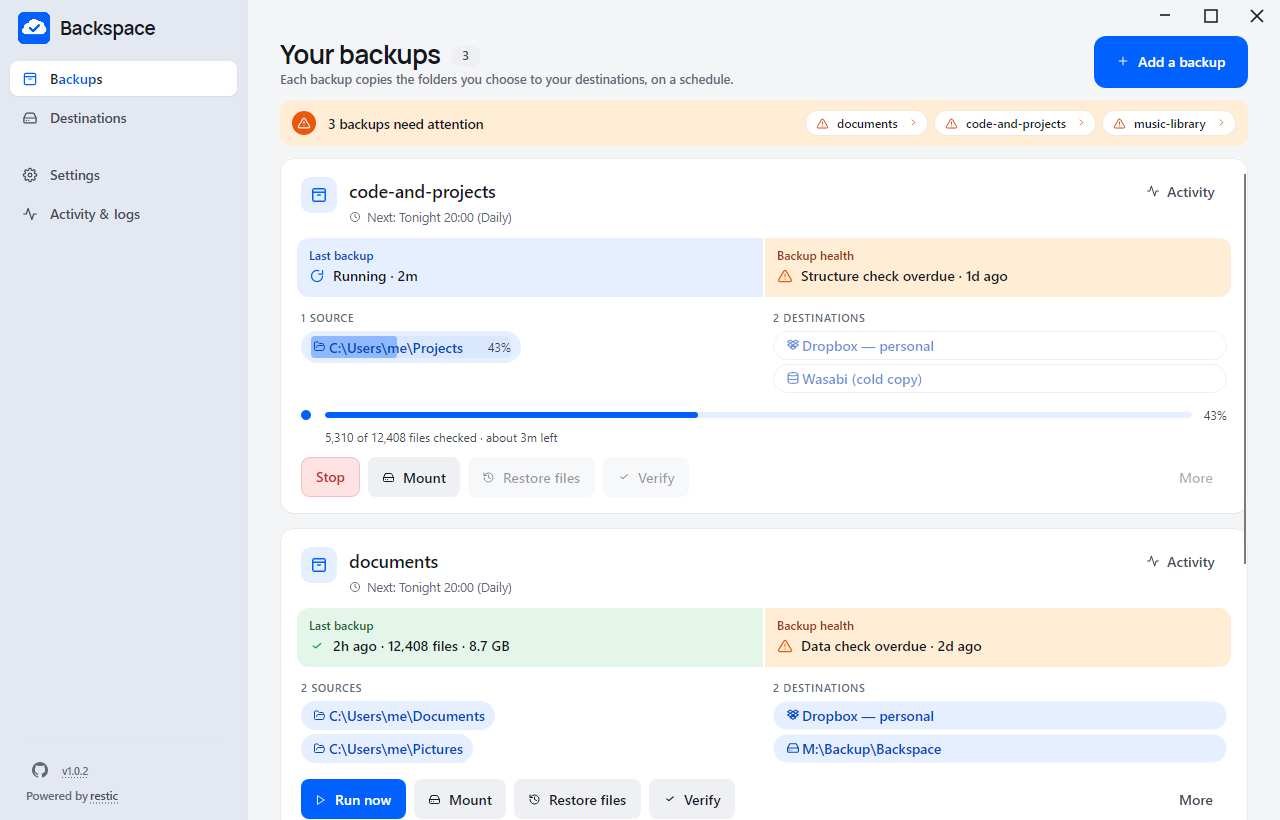 Backspace
Backups
Destinations
Settings
Activity & logs
v1.0.2
Powered by restic
Your backups 3
Each backup copies the folders you choose to your destinations, on a schedule.
Add a backup
3 backups need attention
documents
code-and-projects
music-library
code-and-projects
Next: Tonight 20:00 (Daily)
Activity
Last backup
Running · 2m
Backup health
Structure check overdue · 1d ago
1 SOURCE
C:\Users\me\Projects 43%
2 DESTINATIONS
Dropbox — personal
Wasabi (cold copy)
43%
5,310 of 12,408 files checked · about 3m left
Stop
Mount
Restore files
Verify
More
documents
Next: Tonight 20:00 (Daily)
Activity
Last backup
2h ago · 12,408 files · 8.7 GB
Backup health
Data check overdue · 2d ago
2 SOURCES
C:\Users\me\Documents
C:\Users\me\Pictures
2 DESTINATIONS
Dropbox — personal
M:\Backup\Backspace
Run now
Mount
Restore files
Verify
More